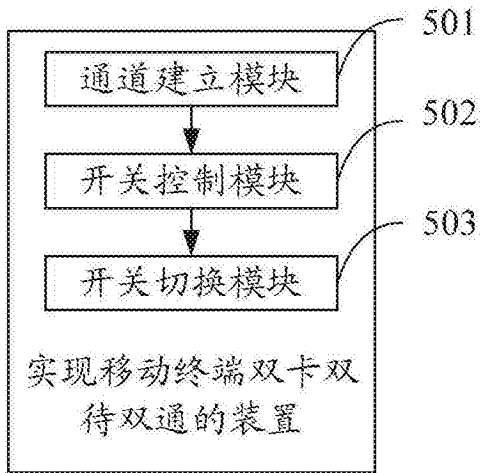 501
通道建立模块
502
开关控制模块
503
开关切换模块
实现移动终端双卡双
待双通的装置